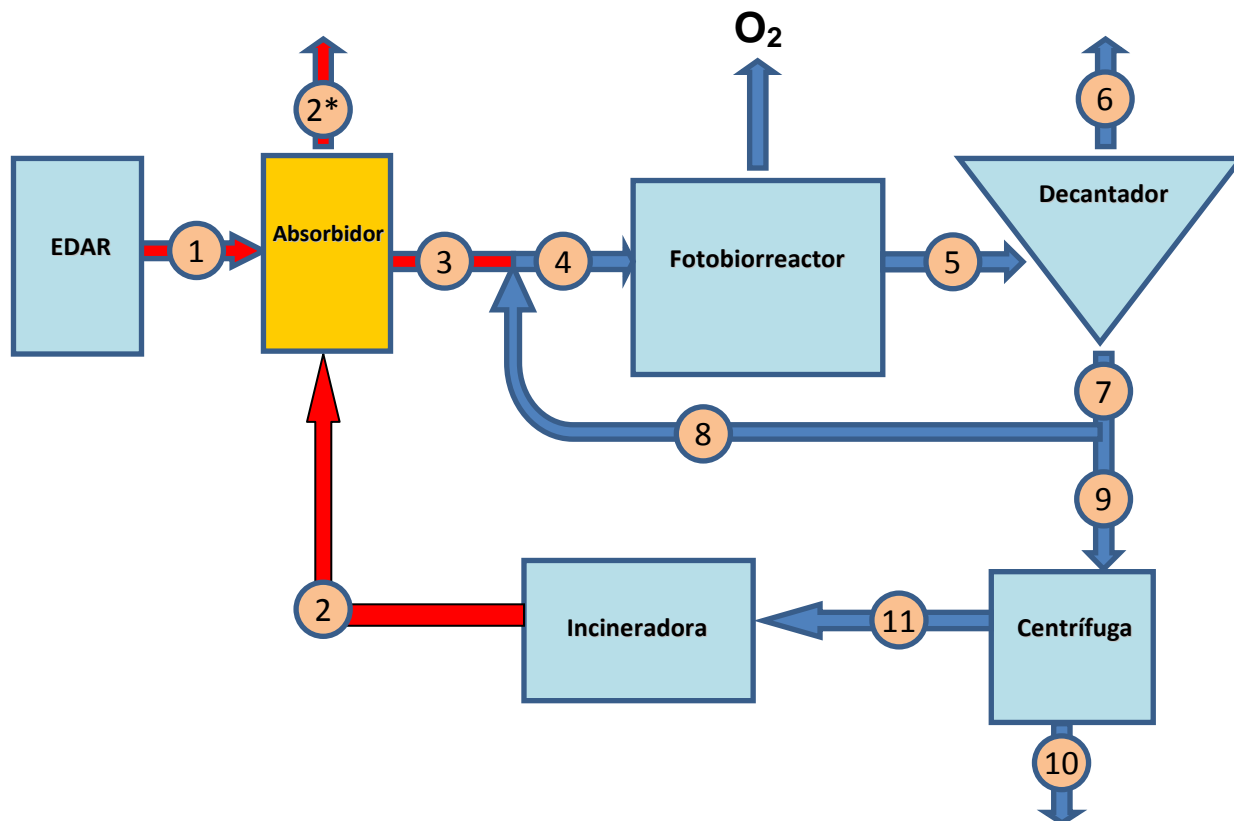 O2
2*
6
EDAR
1
Absorbidor
3
4
Fotobiorreactor
5
Decantador
7
8
9
2
Incineradora
11
Centrífuga
10